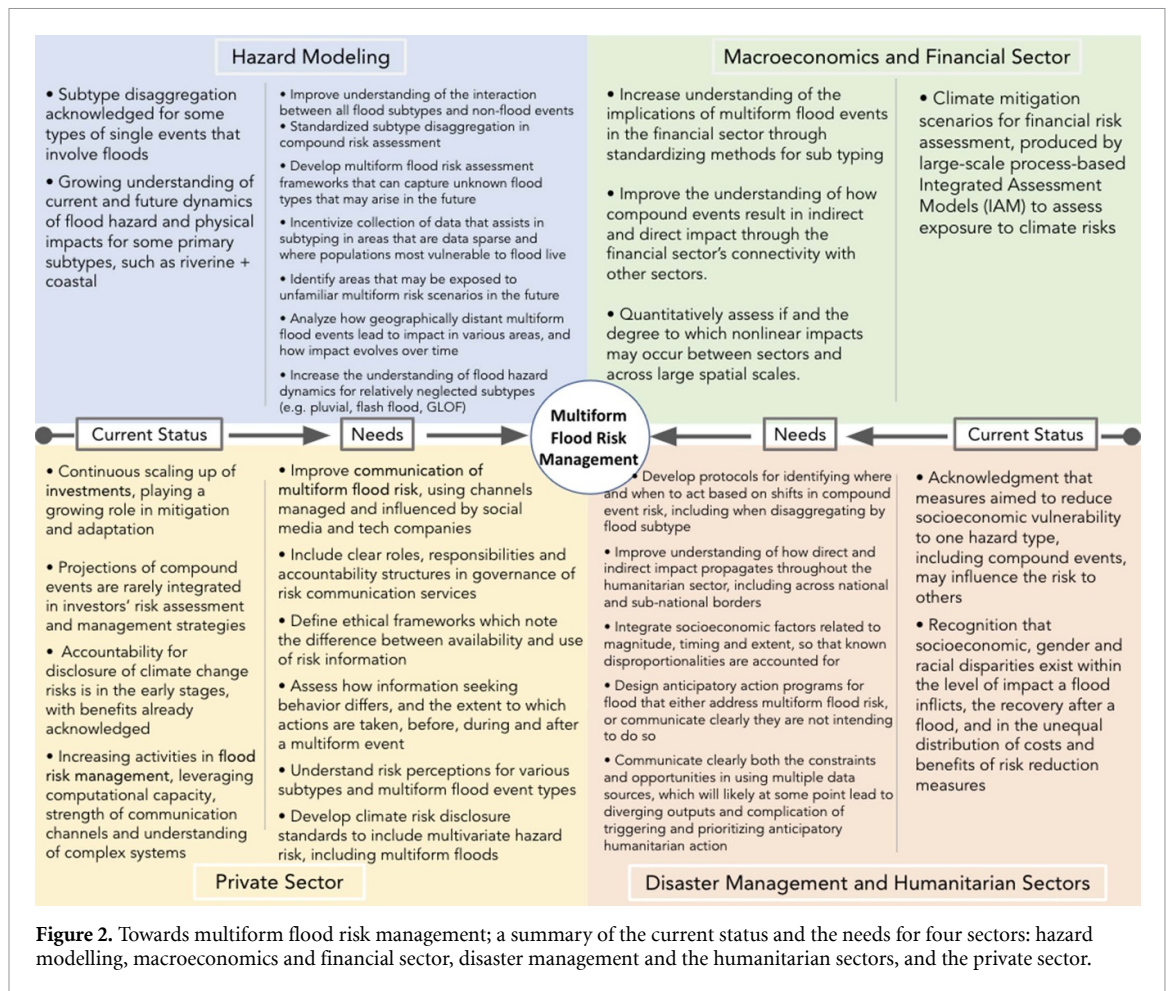 Hazard Modeling
• Subtype disaggregation
acknowledged for some
types of single events that
involve floods
• Growing understanding of
current and future dynamics
of flood hazard and physical
impacts for some primary
subtypes, such as riverine +
coastal
• Improve understanding of the interaction
between all flood subtypes and non-flood events
• Standardized subtype disaggregation in
compound risk assessment
• Develop multiform flood risk assessment
frameworks that can capture unknown flood
types that may arise in the future
• Incentivize collection of data that assists in
subtyping in areas that are data sparse and
where populations most vulnerable to flood live
• Identify areas that may be exposed to
unfamiliar multiform risk scenarios in the future
• Analyze how geographically distant multiform
flood events lead to impact in various areas, and
how impact evolves over time
• Increase the understanding of flood hazard
dynamics for relatively neglected subtypes
(e.g. pluvial, flash flood, GLOF)
Macroeconomics and Financial Sector
• Increase understanding of the
implications of multiform flood events
in the financial sector through
standardizing methods for sub typing
• Improve the understanding of how
compound events result in indirect
and direct impact through the
financial sector's connectivity with
other sectors.
• Quantitatively assess if and the
degree to which nonlinear impacts
may occur between sectors and
across large spatial scales.
• Climate mitigation
scenarios for financial risk
assessment, produced by
large-scale process-based
Integrated Assessment
Models (IAM) to assess
exposure to climate risks
Current Status
Needs
Multiform
Flood Risk
Management
Needs
Current Status
• Continuous scaling up of
investments, playing a
growing role in mitigation
and adaptation
• Projections of compound
events are rarely integrated
in investors' risk assessment
and management strategies
• Accountability for
disclosure of climate change
risks is in the early stages,
with benefits already
acknowledged
• Increasing activities in flood
risk management, leveraging
computational capacity,
strength of communication
channels and understanding
of complex systems
• Improve communication of
multiform flood risk, using channels
managed and influenced by social
media and tech companies
• Include clear roles, responsibilities and
accountability structures in governance of
risk communication services
• Define ethical frameworks which note
the difference between availability and use
of risk information
• Assess how information seeking
behavior differs, and the extent to which
actions are taken, before, during and after
a multiform event
• Understand risk perceptions for various
subtypes and multiform flood event types
• Develop climate risk disclosure
standards to include multivariate hazard
risk, including multiform floods
Private Sector
• Develop protocols for identifying where
and when to act based on shifts in compound
event risk, including when disaggregating by
flood subtype
• Improve understanding of how direct and
indirect impact propagates throughout the
humanitarian sector, including across national
and sub-national borders
• Integrate socioeconomic factors related to
magnitude, timing and extent, so that known
disproportionalities are accounted for
• Design anticipatory action programs for
flood that either address multiform flood risk,
or communicate clearly they are not intending
to do so
• Communicate clearly both the constraints
and opportunities in using multiple data
sources, which will likely at some point lead to
diverging outputs and complication of
triggering and prioritizing anticipatory
humanitarian action
• Acknowledgment that
measures aimed to reduce
socioeconomic vulnerability
to one hazard type,
including compound events,
may influence the risk to
others
• Recognition that
socioeconomic, gender and
racial disparities exist within
the level of impact a flood
inflicts, the recovery after a
flood, and in the unequal
distribution of costs and
benefits of risk reduction
measures
Disaster Management and Humanitarian Sectors
Figure 2. Towards multiform flood risk management; a summary of the current status and the needs for four sectors: hazard
modelling, macroeconomics and financial sector, disaster management and the humanitarian sectors, and the private sector.